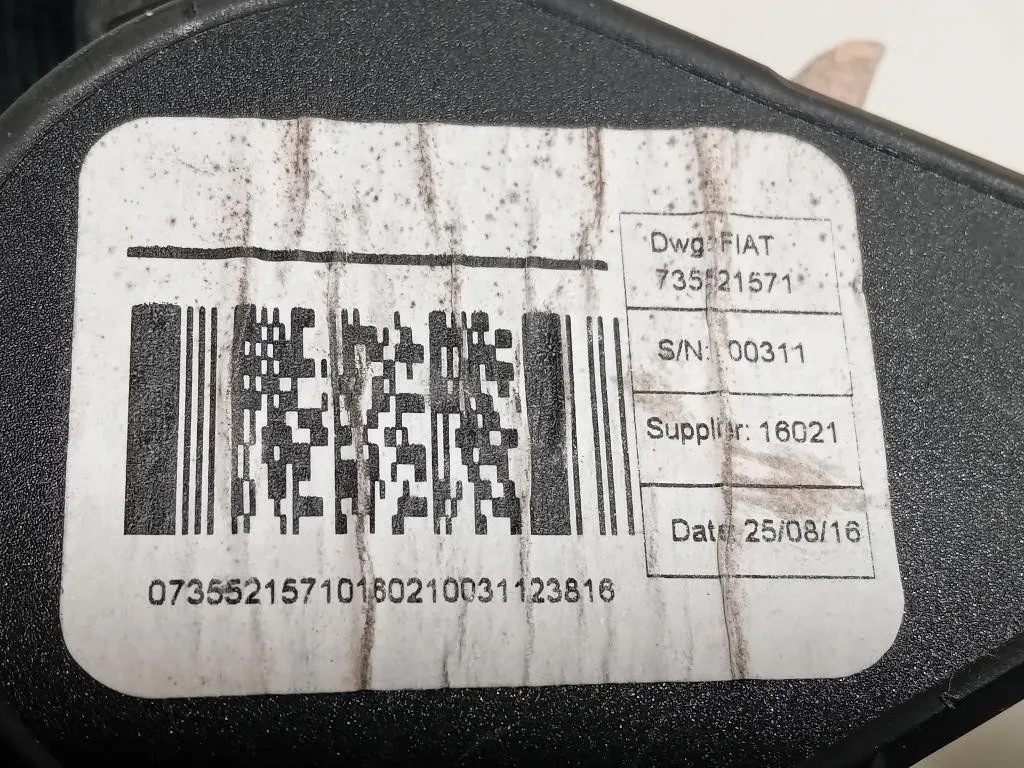 Dwg: FIAT
735521571
S/N: 00311
Supplier: 16021
Date: 25/08/16
07355215710160210031123816